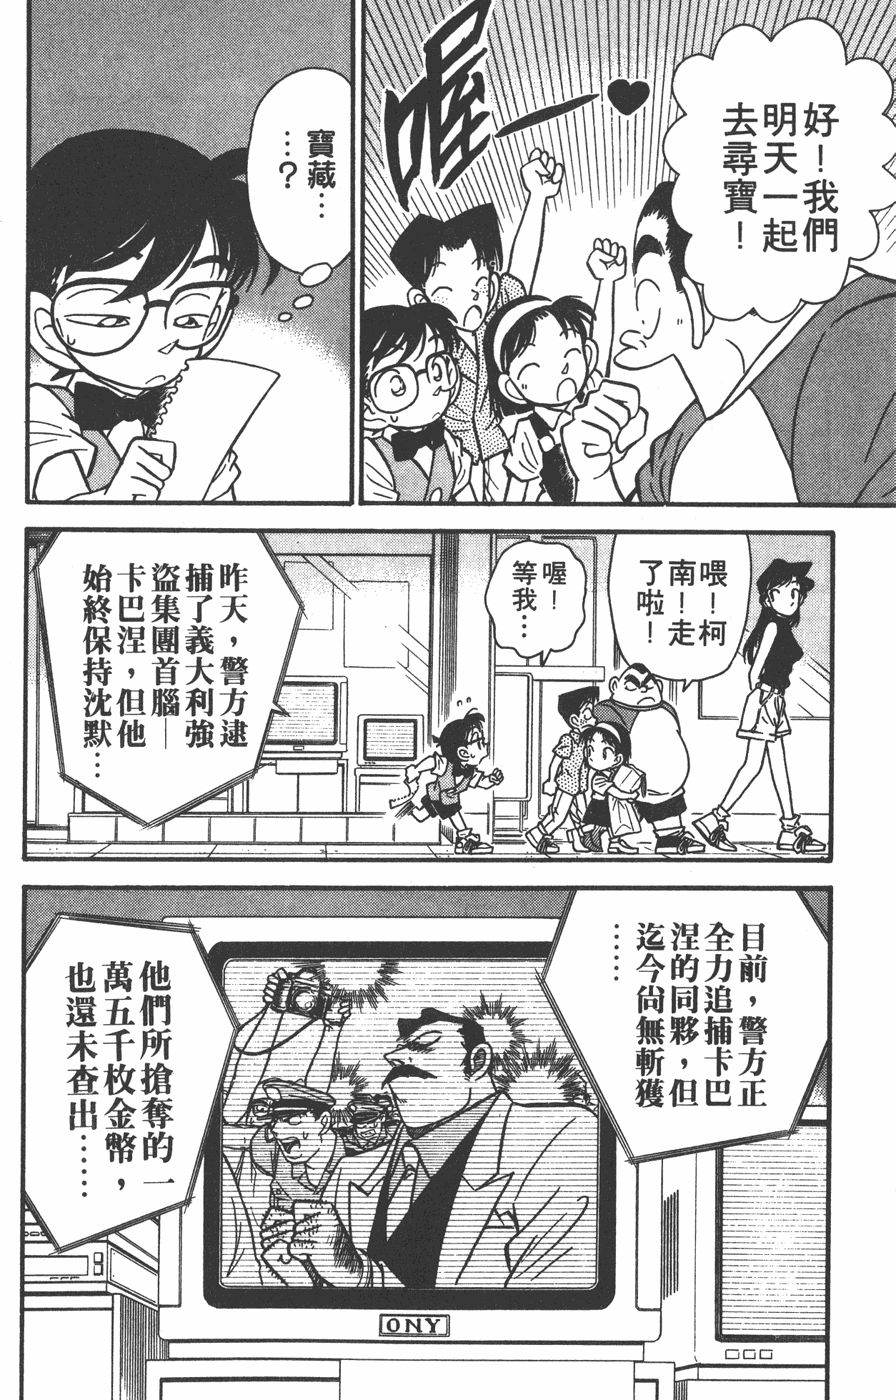 好！我們
明天一起
去尋寶！
喔—♥
寶藏…
…？
喂！柯
南！走
了啦！
喔！
等我…
昨天，警方逮
捕了義大利強
盜集團首腦—
卡巴涅，但他
始終保持沈默…
目前，警方正
全力追捕卡巴
涅的同夥，但
迄今尚無斬獲
……
他們所搶奪的一
萬五千枚金幣，
也還未查出……
ONY